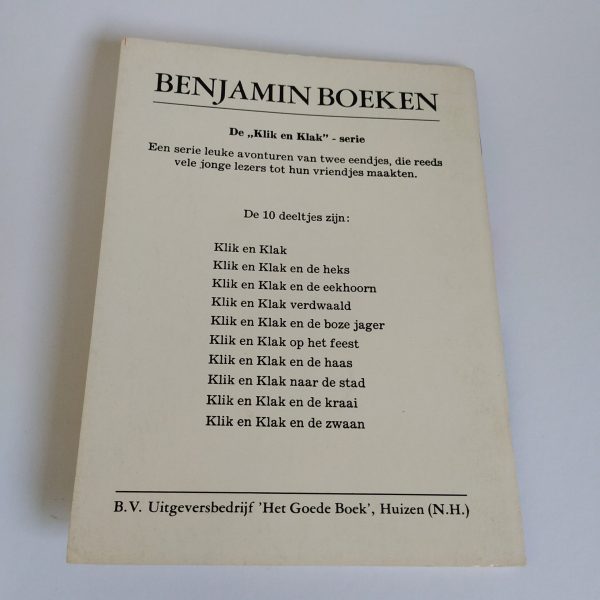 BENJAMIN BOEKEN
De „Klik en Klak” - serie
Een serie leuke avonturen van twee eendjes, die reeds
vele jonge lezers tot hun vriendjes maakten.
De 10 deeltjes zijn:
Klik en Klak
Klik en Klak en de heks
Klik en Klak en de eekhoorn
Klik en Klak verdwaald
Klik en Klak en de boze jager
Klik en Klak op het feest
Klik en Klak en de haas
Klik en Klak naar de stad
Klik en Klak en de kraai
Klik en Klak en de zwaan
B.V. Uitgeversbedrijf 'Het Goede Boek', Huizen (N.H.)